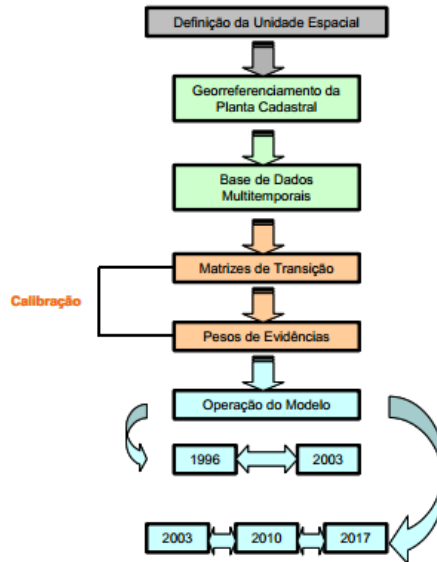 Definição da Unidade Espacial
Georreferenciamento da
Planta Cadastral
Base de Dados
Multitemporais
Matrizes de Transição
Calibração
Pesos de Evidências
Operação do Modelo
1996
2003
2003
2010
2017